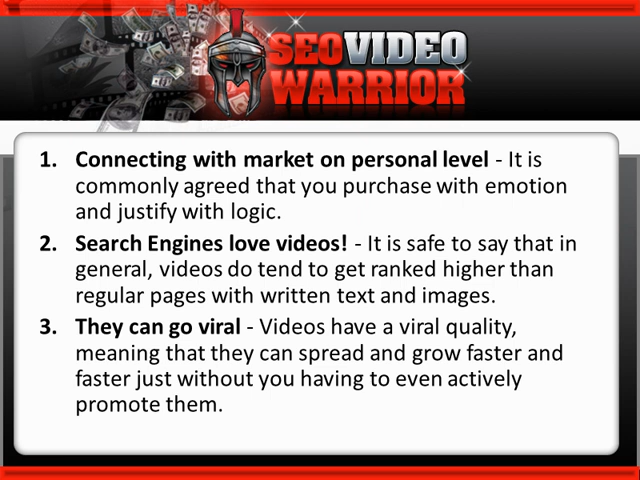 SEOVIDEO
WARRIOR
1. Connecting with market on personal level - It is
commonly agreed that you purchase with emotion
and justify with logic.
2. Search Engines love videos! - It is safe to say that in
general, videos do tend to get ranked higher than
regular pages with written text and images.
3. They can go viral - Videos have a viral quality,
meaning that they can spread and grow faster and
faster just without you having to even actively
promote them.